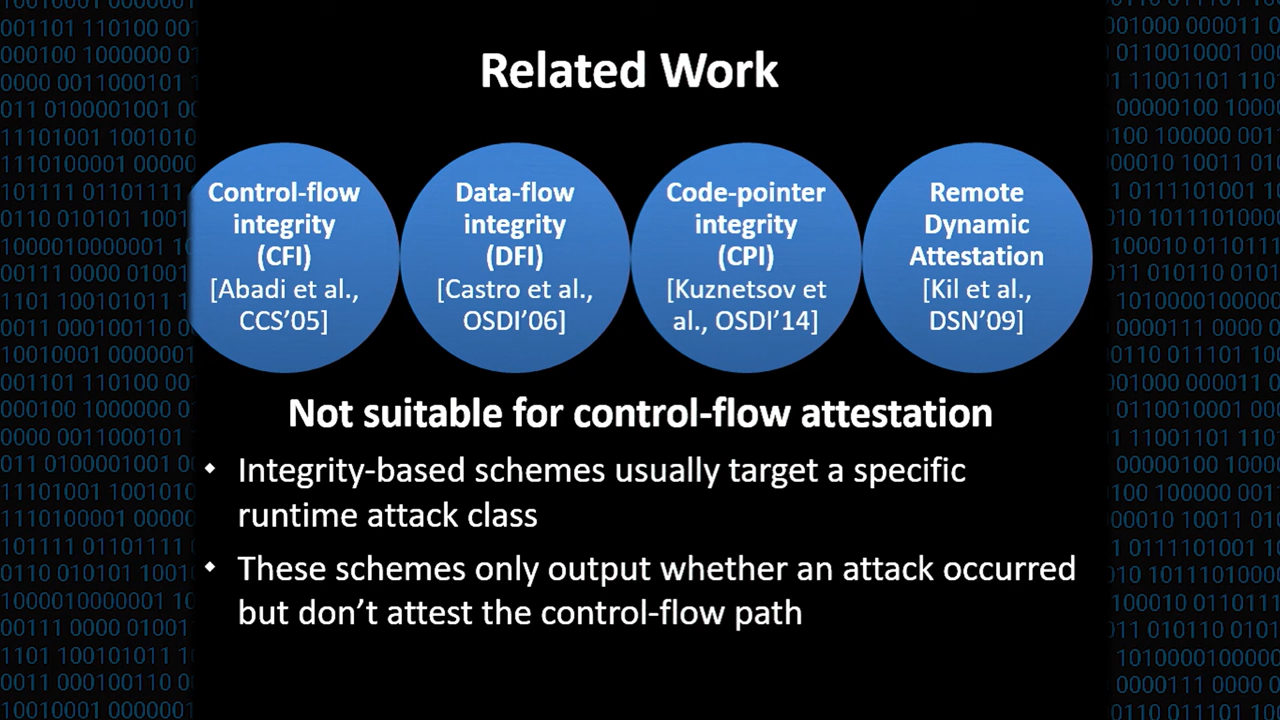 Related Work
Control-flow
integrity
(CFI)
[Abadi et al.,
CCS’05]
Data-flow
integrity
(DFI)
[Castro et al.,
OSDI’06]
Code-pointer
integrity
(CPI)
[Kuznetsov et
al., OSDI’14]
Remote
Dynamic
Attestation
[Kil et al.,
DSN’09]
Not suitable for control-flow attestation
• Integrity-based schemes usually target a specific
runtime attack class
• These schemes only output whether an attack occurred
but don’t attest the control-flow path